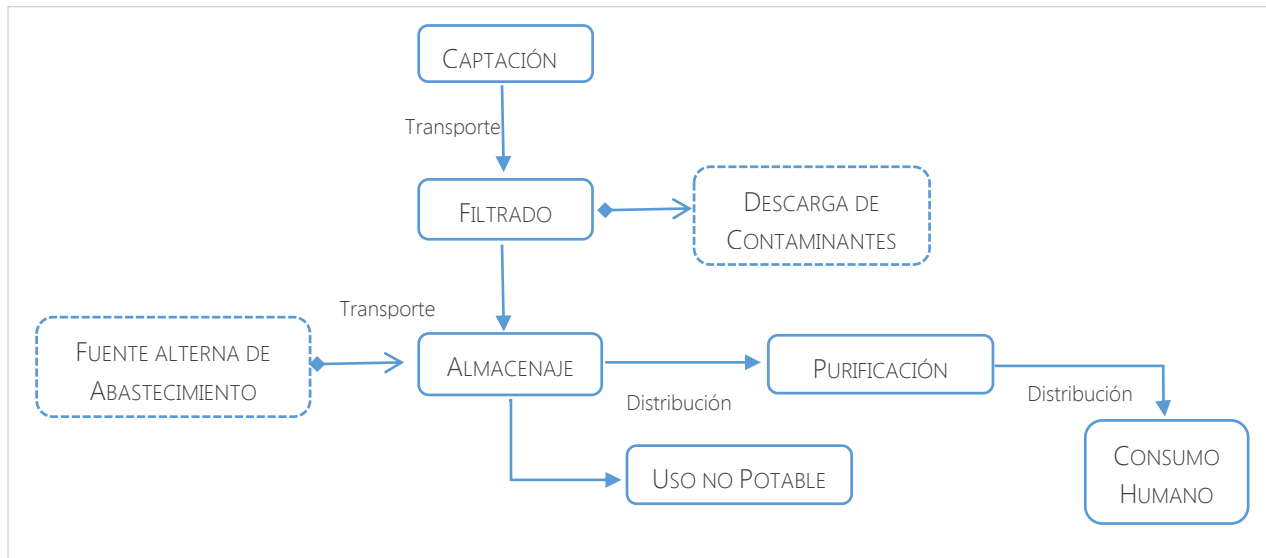 CAPTACIÓN
Transporte
FILTRADO
DESCARGA DE
CONTAMINANTES
Transporte
FUENTE ALTERNA DE
ABASTECIMIENTO
ALMACENAJE
PURIFICACIÓN
Distribución
Distribución
USO NO POTABLE
CONSUMO
HUMANO